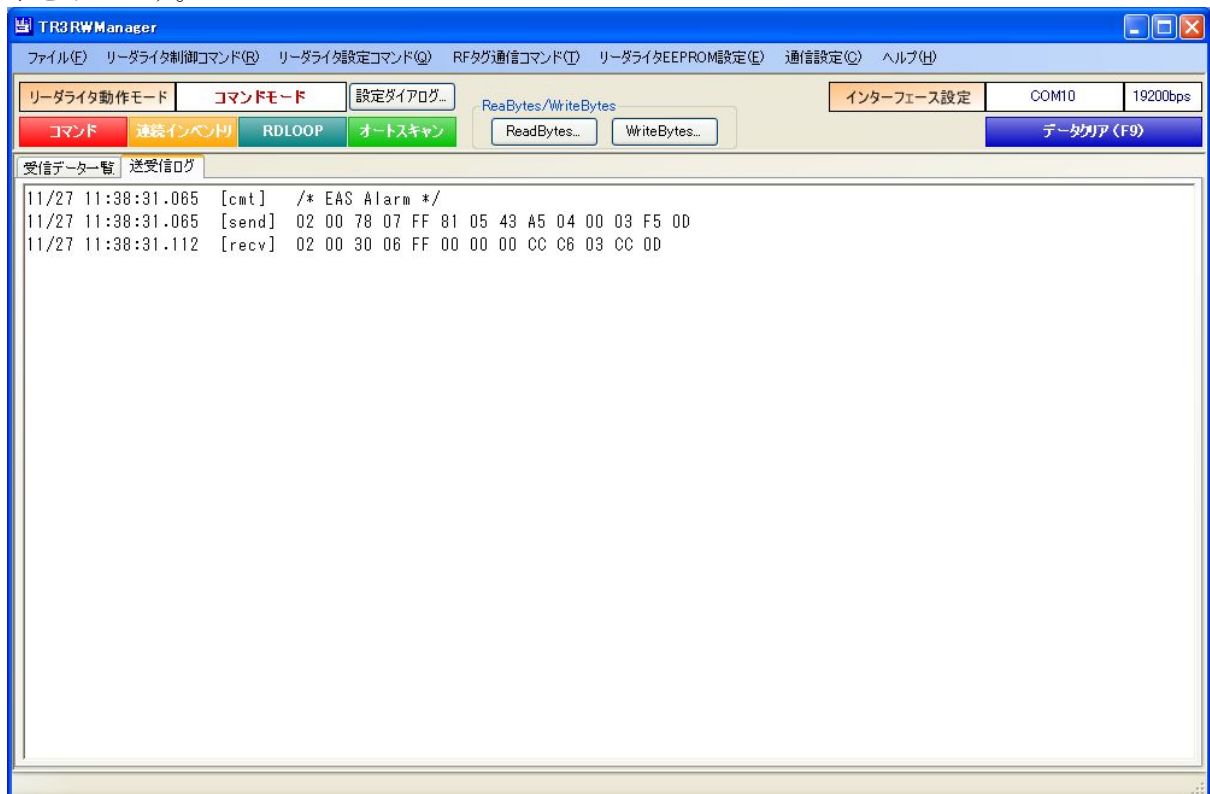 TR3RWManager
ファイル(F) リーダライタ制御コマンド(R) リーダライタ設定コマンド(Q) RFタグ通信コマンド(T) リーダライタEEPROM設定(E) 通信設定(C) ヘルプ(H)
リーダライタ動作モード コマンドモード 設定ダイアログ... ReaBytes/WriteBytes インターフェース設定 COM10 19200bps
コマンド 連続インベントリ RDLOOP オートスキャン ReadBytes... WriteBytes... データクリア(F9)
受信データ一覧 送受信ログ
11/27 11:38:31.065 [cmt] /* EAS Alarm */
11/27 11:38:31.065 [send] 02 00 78 07 FF 81 05 43 A5 04 00 03 F5 0D
11/27 11:38:31.112 [recv] 02 00 30 06 FF 00 00 00 CC C6 03 CC 0D